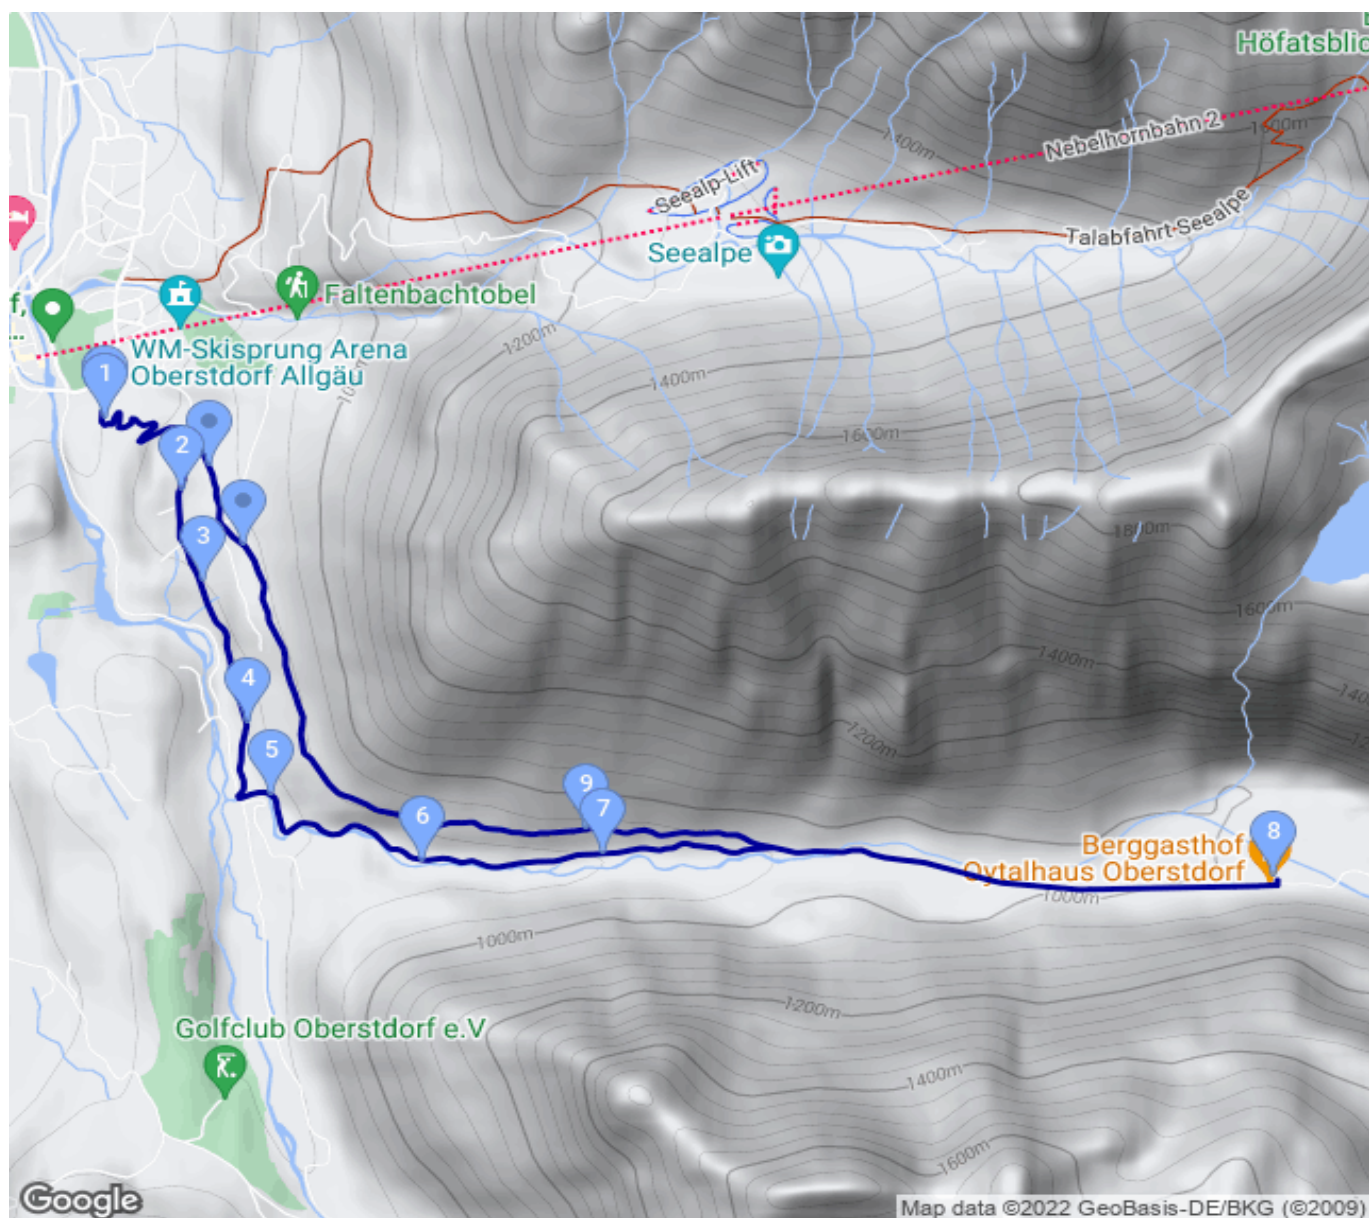 Höfatsblic
1600m
Nebelhornbahn 2
1400m
Seealp-Lift
Talabfahrt-Seealpe
Seealpe
Faltenbachtobel
f,
...
WM-Skisprung Arena
Oberstdorf Allgäu
1200m
1
1400m
2
1600m
1800m
3
1600m
1400m
4
1200m
5
9
7
6
8
Berggasthof
Oytalhaus Oberstdorf
1000m
1000m
1200m
Golfclub Oberstdorf e.V
1400m
1600m
Google
Map data ©2022 GeoBasis-DE/BKG (©2009)